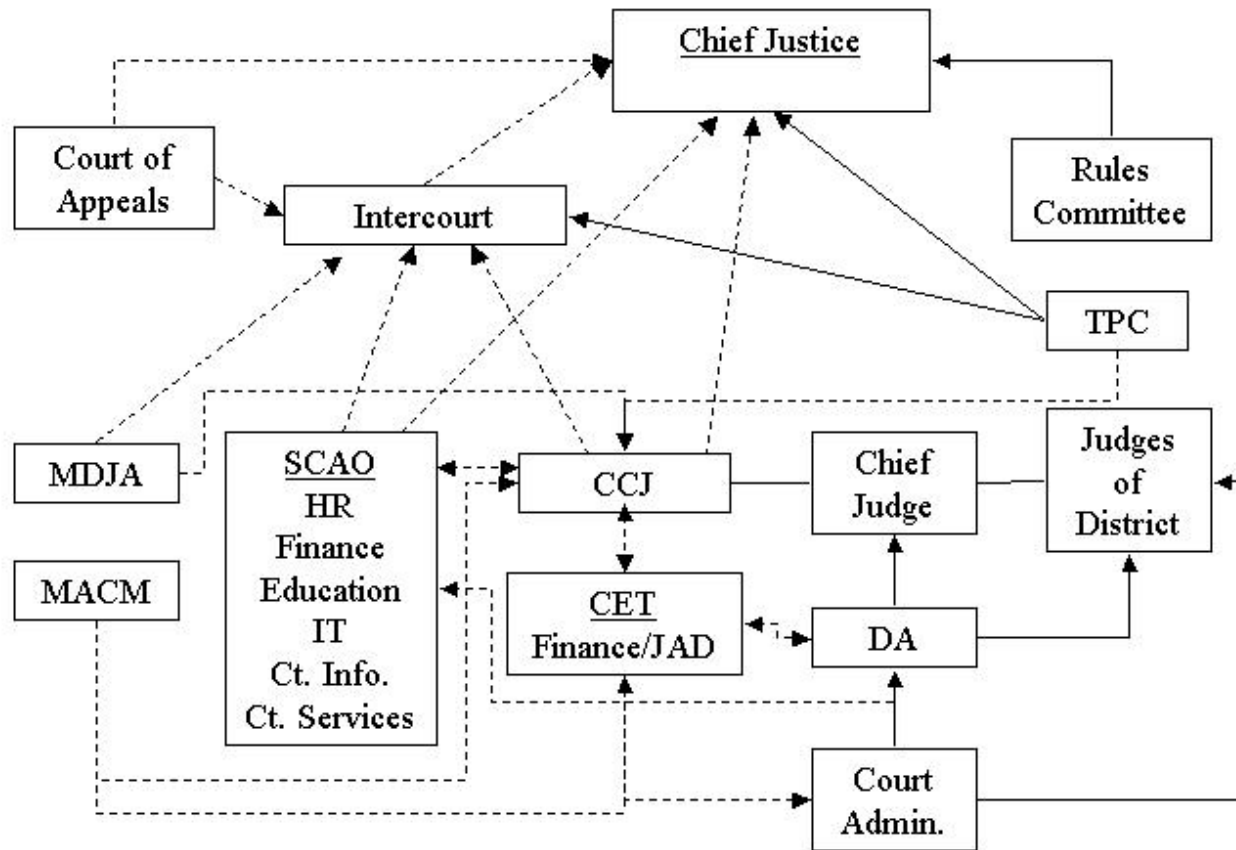 Chief Justice
Court of
Appeals
Rules
Committee
Intercourt
TPC
MDJA
SCAO
HR
Finance
Education
IT
Ct. Info.
Ct. Services
CCJ
Chief
Judge
Judges
of
District
MACM
CET
Finance/JAD
DA
Court
Admin.